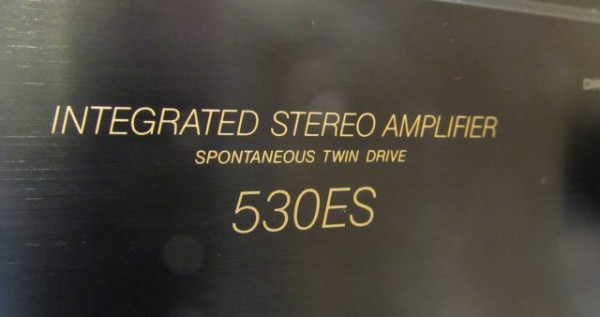 INTEGRATED STEREO AMPLIFIER
SPONTANEOUS TWIN DRIVE
530ES